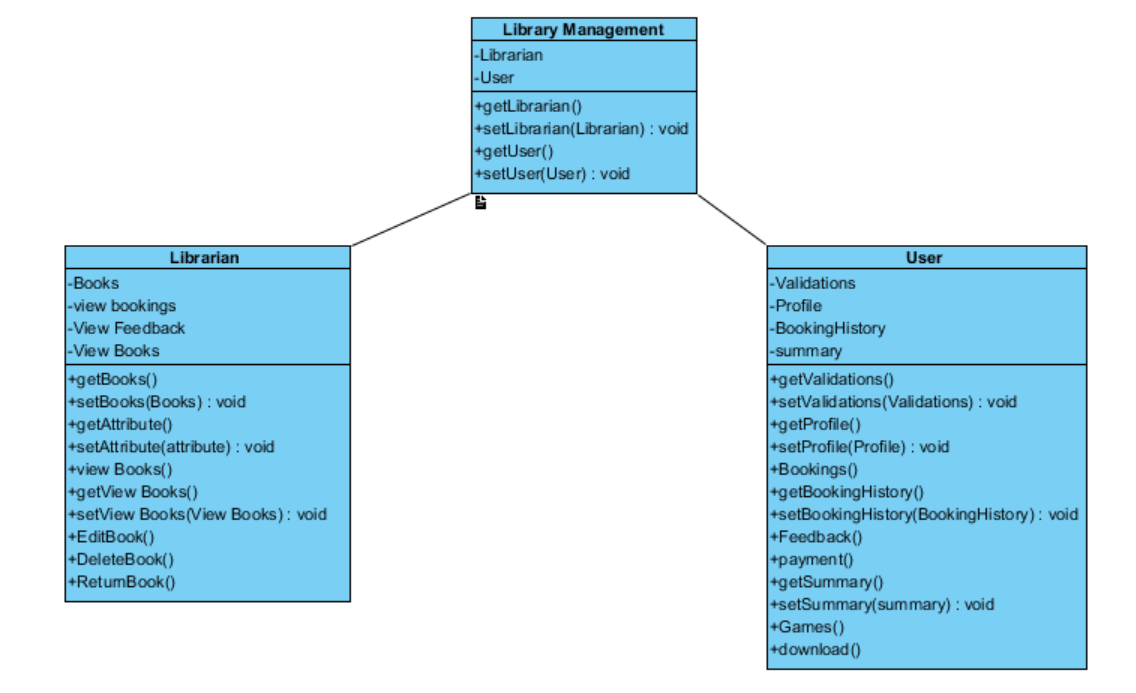 Library Management
-Librarian
-User
+getLibrarian()
+setLibrarian(Librarian) : void
+getUser()
+setUser(User) : void
Librarian
-Books
-view bookings
-View Feedback
-View Books
+getBooks()
+setBooks(Books) : void
+getAttribute()
+setAttribute(attribute) : void
+view Books()
+getView Books()
+setView Books(View Books) : void
+EditBook()
+DeleteBook()
+ReturnBook()
User
-Validations
-Profile
-BookingHistory
-summary
+getValidations()
+setValidations(Validations) : void
+getProfile()
+setProfile(Profile) : void
+Bookings()
+getBookingHistory()
+setBookingHistory(BookingHistory) : void
+Feedback()
+payment()
+getSummary()
+setSummary(summary) : void
+Games()
+download()